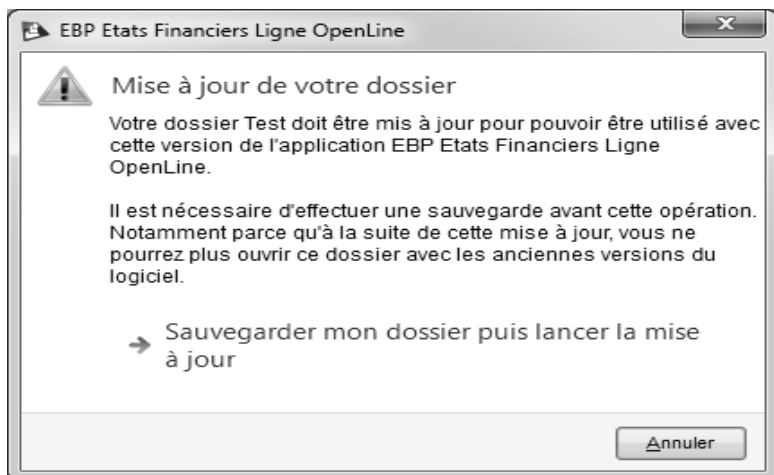 EBP Etats Financiers Ligne OpenLine
Mise à jour de votre dossier
Votre dossier Test doit être mis à jour pour pouvoir être utilisé avec
cette version de l'application EBP Etats Financiers Ligne
OpenLine.
Il est nécessaire d'effectuer une sauvegarde avant cette opération.
Notamment parce qu'à la suite de cette mise à jour, vous ne
pourrez plus ouvrir ce dossier avec les anciennes versions du
logiciel.
Sauvegarder mon dossier puis lancer la mise
à jour
Annuler